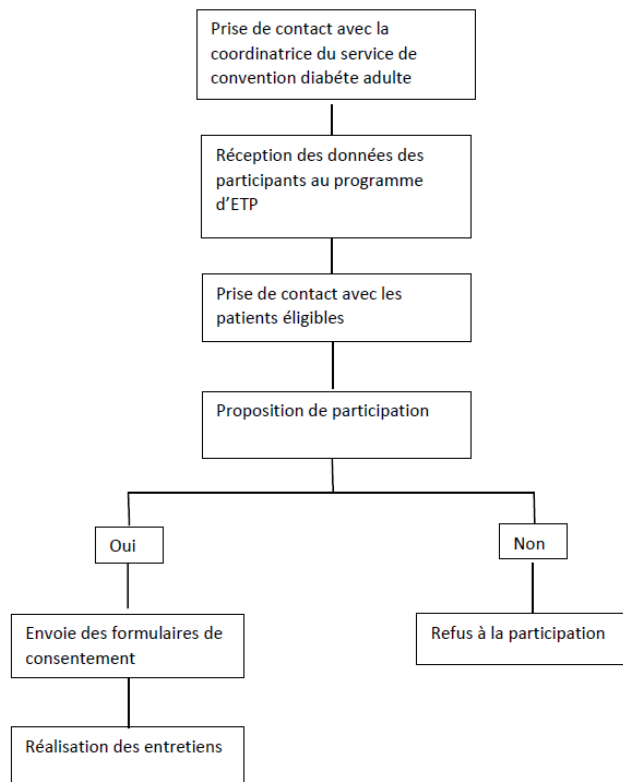 Prise de contact avec la
coordinatrice du service de
convention diabéte adulte
Réception des données des
participants au programme
d'ETP
Prise de contact avec les
patients éligibles
Proposition de participation
Oui
Non
Envoie des formulaires de
consentement
Refus à la participation
Réalisation des entretiens